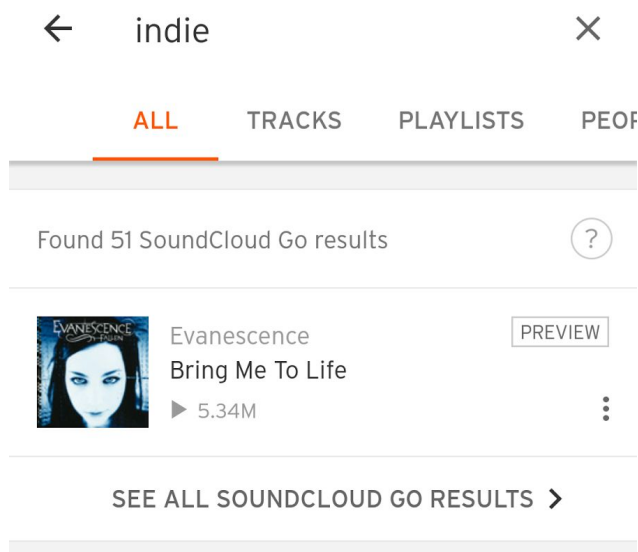 indie
ALL TRACKS PLAYLISTS PEOP
Found 51 SoundCloud Go results ?
EVANESCENCE
FALLEN
Evanescence PREVIEW
Bring Me To Life
5.34M
SEE ALL SOUNDCLOUD GO RESULTS